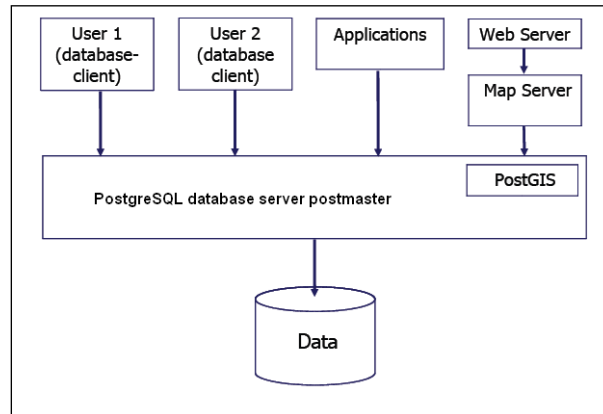 User 1
(database-
client)
User 2
(database
client)
Applications
Web Server
Map Server
PostGIS
PostgreSQL database server postmaster
Data